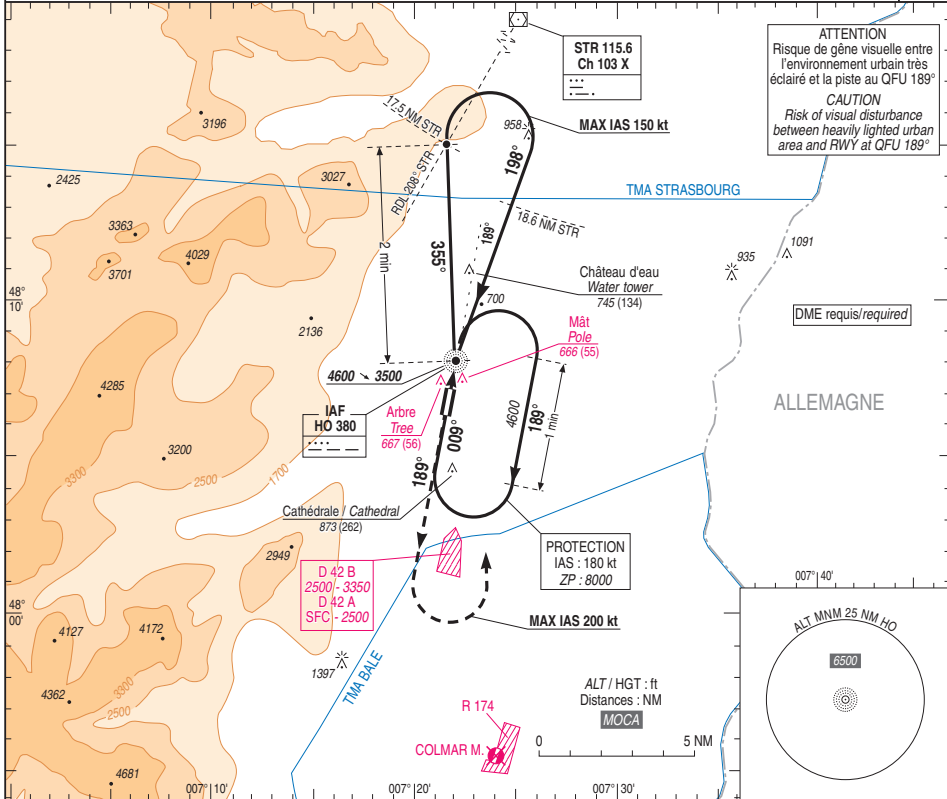 STR 115.6
Ch 103 X
ATTENTION
Risque de gêne visuelle entre
l'environnement urbain très
éclairé et la piste au QFU 189°
CAUTION
Risk of visual disturbance
between heavily lighted urban
area and RWY at QFU 189°
17.5 NM STR
958
MAX IAS 150 kt
3196
198°
RDL 208° STR
2425
3027
TMA STRASBOURG
3363
18.6 NM STR
189°
2 min
355°
4029
3701
935
1091
Château d'eau
Water tower
745 (134)
48°
10'
700
DME requis/required
2136
Mât
Pole
666 (55)
4600 ↘ 3500
4285
IAF
HO 380
Arbre
Tree
667 (56)
009°
4600
189°
1 min
ALLEMAGNE
3200
3300
2500
1700
189°
Cathédrale / Cathedral
873 (262)
2949
D 42 B
2500 - 3350
D 42 A
SFC - 2500
PROTECTION
IAS : 180 kt
ZP : 8000
007° 40'
48°
00'
4127
4172
MAX IAS 200 kt
ALT MNM 25 NM HO
6500
1397
TMA BALE
4362
3300
2500
ALT / HGT : ft
Distances : NM
MOCA
R 174
COLMAR M.
0
5 NM
4681
007° 10'
007° 20'
007° 30'